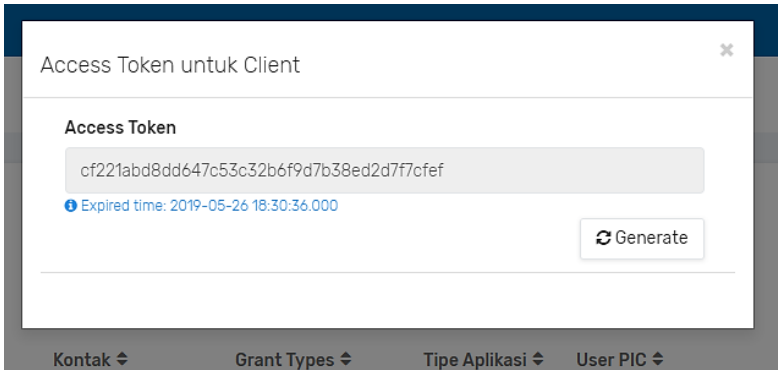 Access Token untuk Client
Access Token
cf221abd8dd647c53c32b6f9d7b38ed2d7f7cfef
Expired time: 2019-05-26 18:30:36.000
Generate
Kontak Grant Types Tipe Aplikasi User PIC